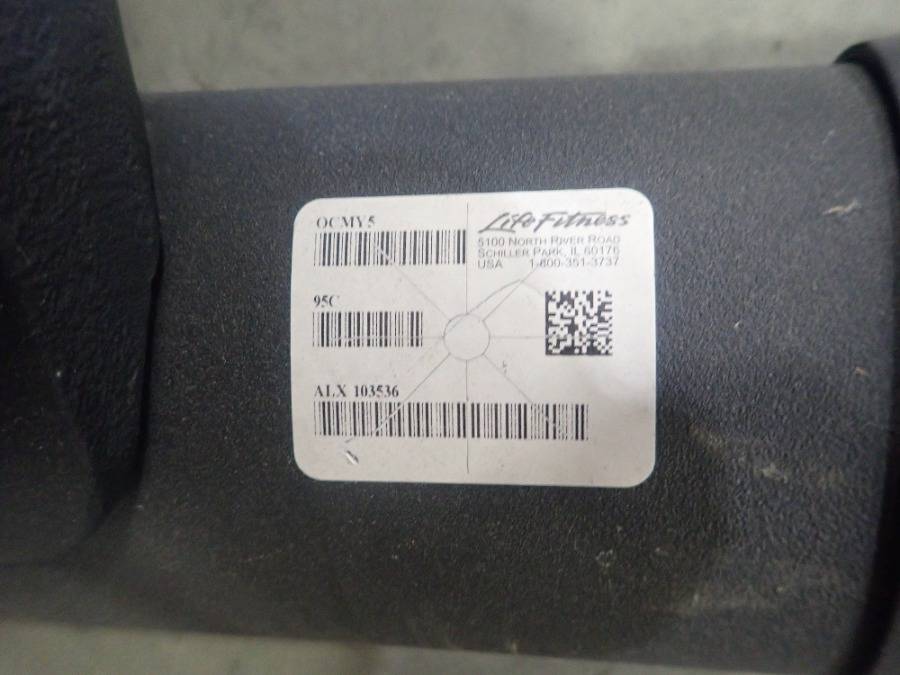 OCMY5
95C
ALX 103536
Life Fitness
5100 NORTH RIVER ROAD
SCHILLER PARK, IL 60176
USA 1-800-351-3737